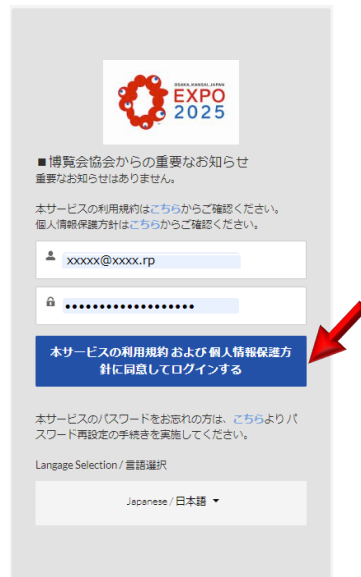 OSAKA, KANSAI, JAPAN
EXPO
2025
■博覧会協会からの重要なお知らせ
重要なお知らせはありません。
本サービスの利用規約はこちらからご確認ください。
個人情報保護方針はこちらからご確認ください。
xxxxx@xxxx.rp
•••••••••••••••••••
本サービスの利用規約 および 個人情報保護方
針に同意してログインする
本サービスのパスワードをお忘れの方は、こちらよりパ
スワード再設定の手続きを実施してください。
Langage Selection / 言語選択
Japanese / 日本語